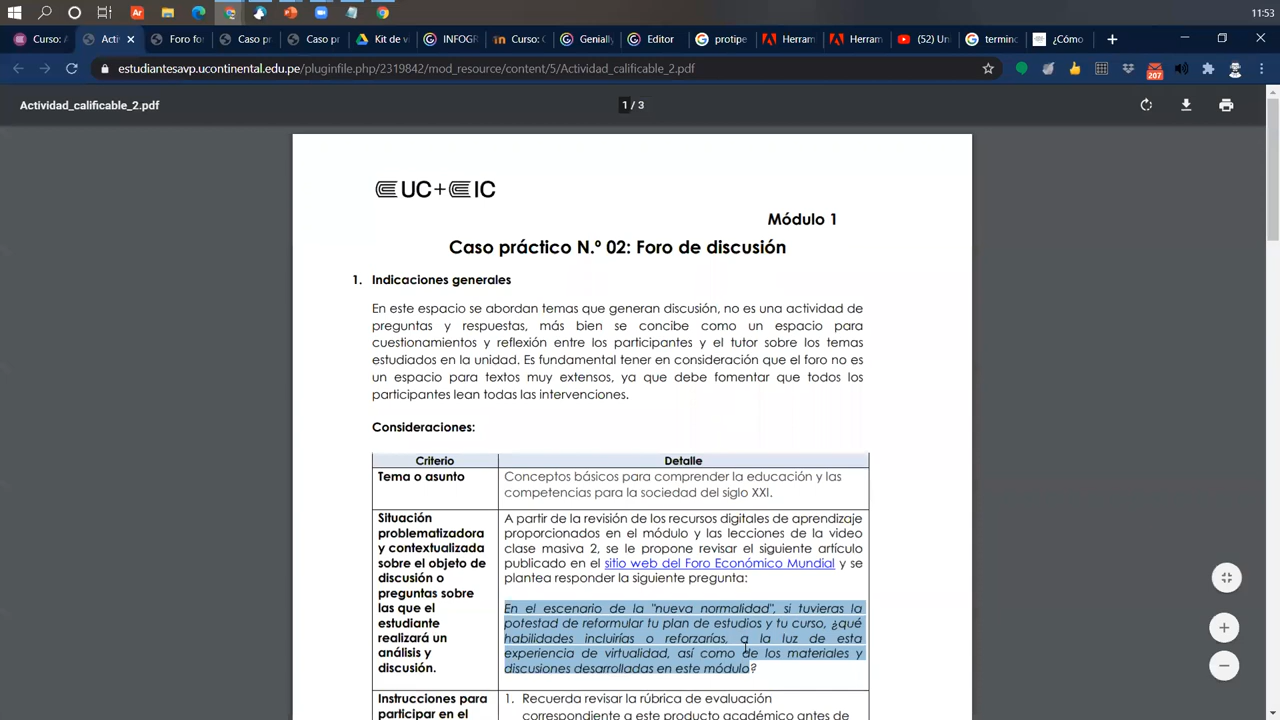 11:53
Curso: A
Acti
Foro for
Caso pr
Caso pr
Kit de v
INFOGR
Curso: C
Genially
Editor
protipe
Herram
Herram
(52) Un
termino
¿Cómo
estudiantesavp.ucontinental.edu.pe/pluginfile.php/2319842/mod_resource/content/5/Actividad_calificable_2.pdf
207
Actividad_calificable_2.pdf
1 / 3
UC+ IC
Módulo 1
Caso práctico N.º 02: Foro de discusión
1. Indicaciones generales
En este espacio se abordan temas que generan discusión, no es una actividad de
preguntas y respuestas, más bien se concibe como un espacio para
cuestionamientos y reflexión entre los participantes y el tutor sobre los temas
estudiados en la unidad. Es fundamental tener en consideración que el foro no es
un espacio para textos muy extensos, ya que debe fomentar que todos los
participantes lean todas las intervenciones.
Consideraciones:
Criterio
Detalle
Tema o asunto
Conceptos básicos para comprender la educación y las
competencias para la sociedad del siglo XXI.
Situación
problematizadora
y contextualizada
sobre el objeto de
discusión o
preguntas sobre
las que el
estudiante
realizará un
análisis y
discusión.
A partir de la revisión de los recursos digitales de aprendizaje
proporcionados en el módulo y las lecciones de la video
clase masiva 2, se le propone revisar el siguiente artículo
publicado en el sitio web del Foro Económico Mundial y se
plantea responder la siguiente pregunta:
En el escenario de la "nueva normalidad", si tuvieras la
potestad de reformular tu plan de estudios y tu curso, ¿qué
habilidades incluirías o reforzarías, a la luz de esta
experiencia de virtualidad, así como de los materiales y
discusiones desarrolladas en este módulo?
Instrucciones para
participar en el
1. Recuerda revisar la rúbrica de evaluación
correspondiente a este producto académico antes de